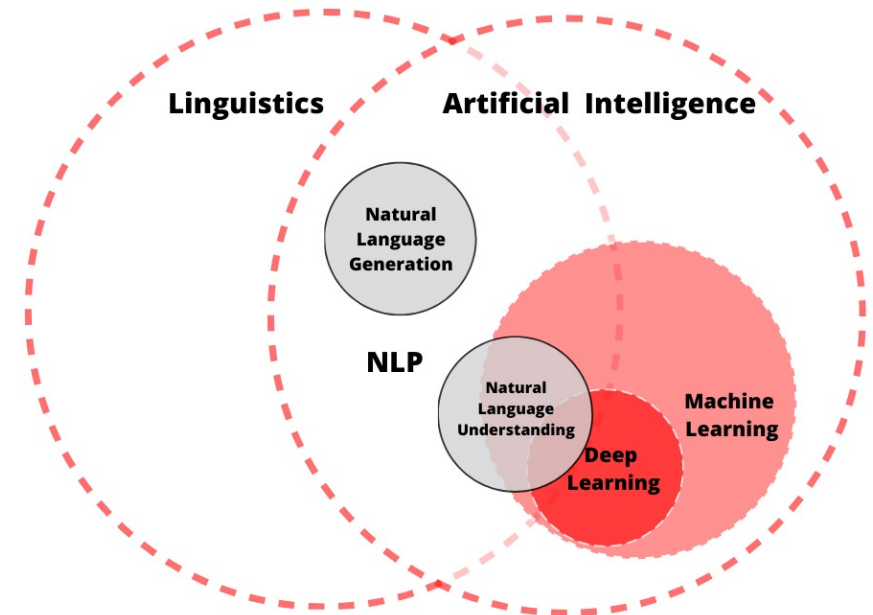 Linguistics
Artificial Intelligence
Natural
Language
Generation
NLP
Natural
Language
Understanding
Machine
Learning
Deep
Learning